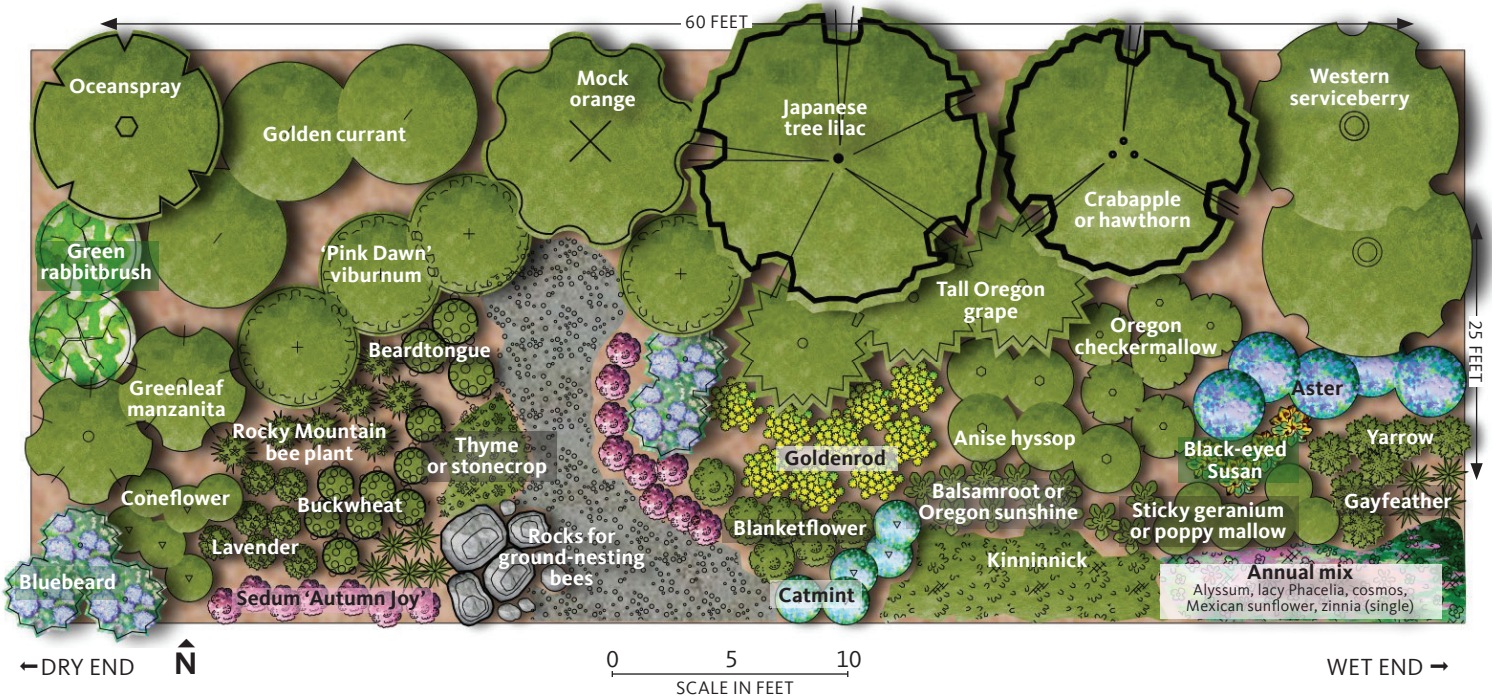 60 FEET
Oceanspray
Golden currant
Mock
orange
Japanese
tree lilac
Crabapple
or hawthorn
Western
serviceberry
Green
rabbitbrush
'Pink Dawn'
viburnum
Tall Oregon
grape
Oregon
checkermallow
25 FEET
Beardtongue
Greenleaf
manzanita
Aster
Rocky Mountain
bee plant
Thyme
or stonecrop
Goldenrod
Anise hyssop
Black-eyed
Susan
Yarrow
Coneflower
Buckwheat
Balsamroot or
Oregon sunshine
Sticky geranium
or poppy mallow
Gayfeather
Lavender
Rocks for
ground-nesting
bees
Blanketflower
Kininnick
Bluebeard
Sedum 'Autumn Joy'
Catmint
Annual mix
Alyssum, lacy Phacelia, cosmos,
Mexican sunflower, zinnia (single)
←DRY END
N
0 5 10
SCALE IN FEET
WET END →